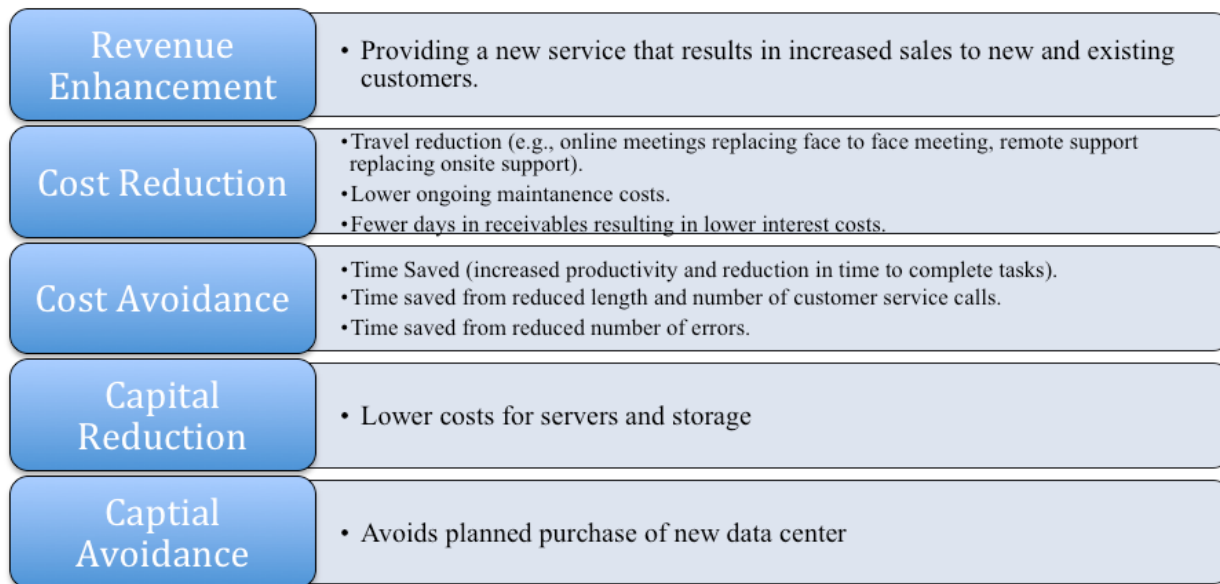 Revenue
Enhancement
• Providing a new service that results in increased sales to new and existing
customers.
Cost Reduction
•Travel reduction (e.g., online meetings replacing face to face meeting, remote support
replacing onsite support).
•Lower ongoing maintanence costs.
•Fewer days in receivables resulting in lower interest costs.
Cost Avoidance
•Time Saved (increased productivity and reduction in time to complete tasks).
•Time saved from reduced length and number of customer service calls.
•Time saved from reduced number of errors.
Capital
Reduction
• Lower costs for servers and storage
Captial
Avoidance
• Avoids planned purchase of new data center